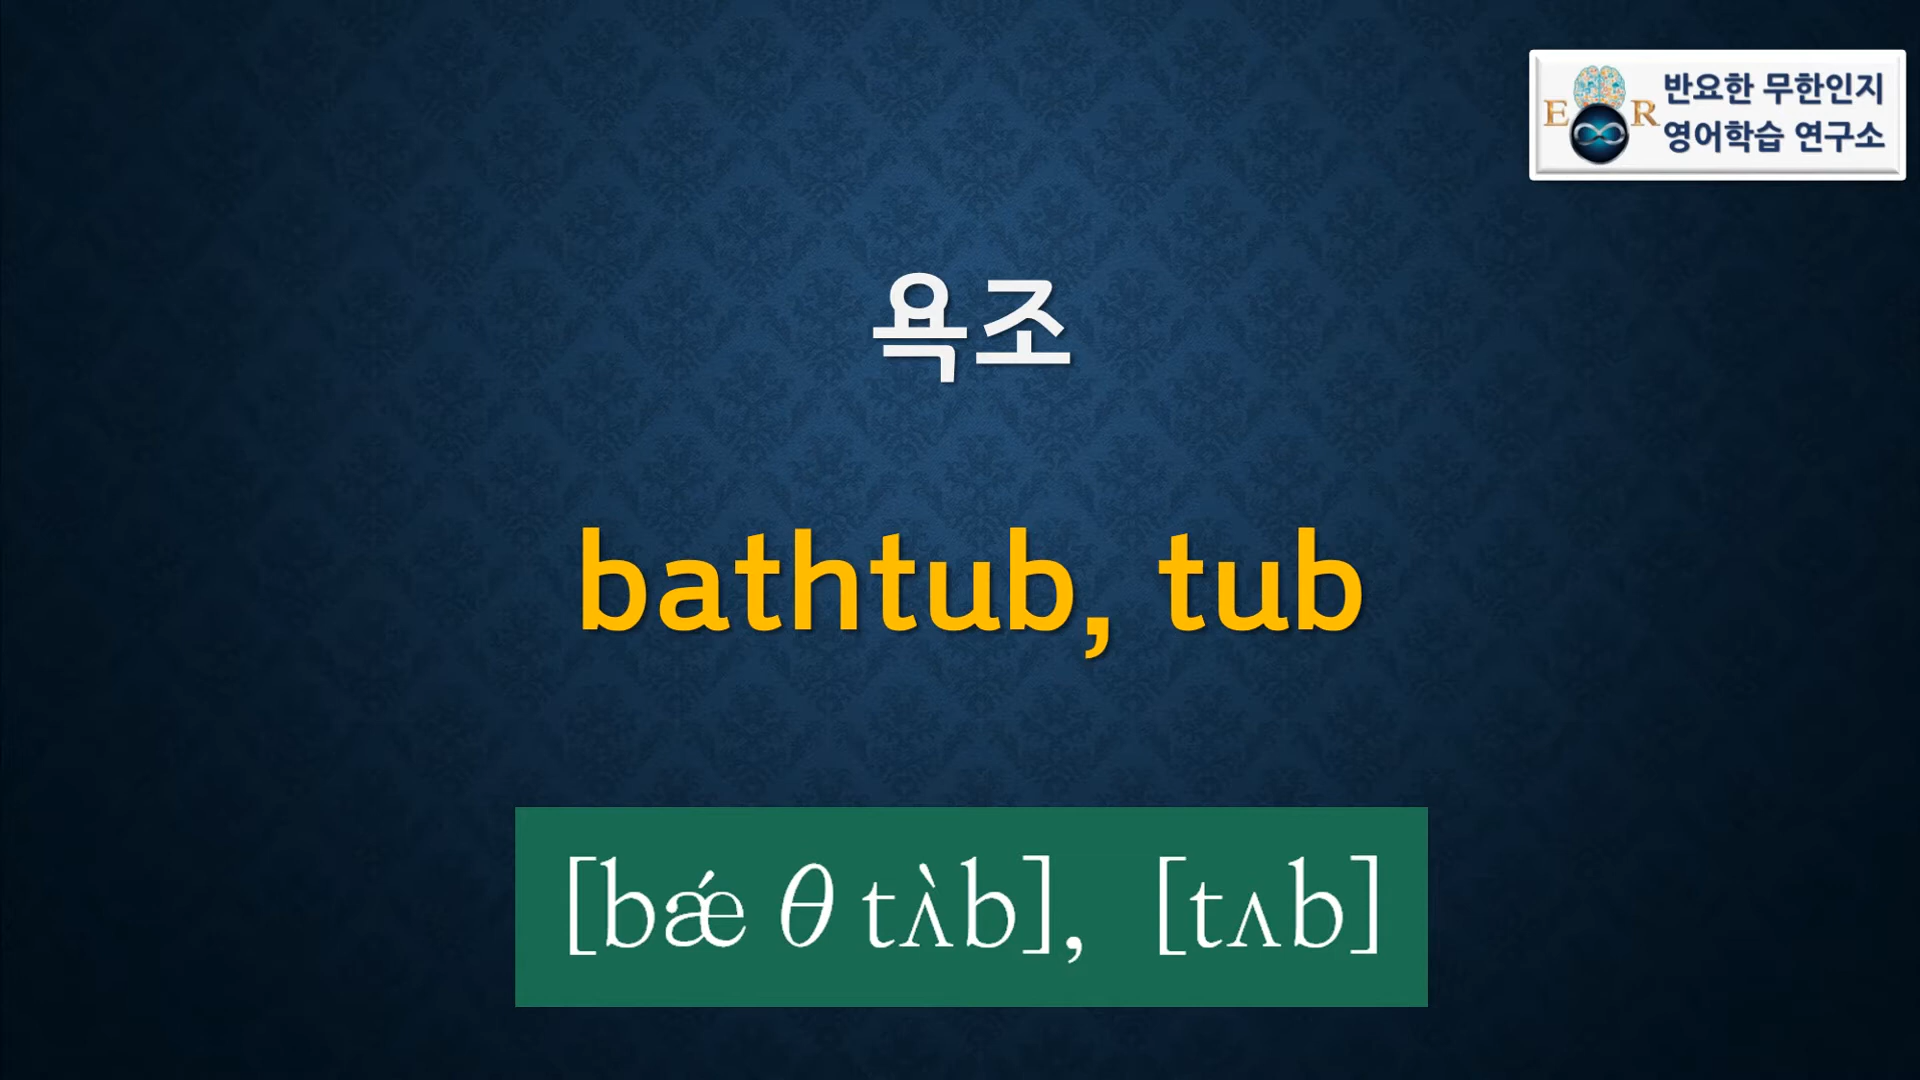 E R
반요한 무한인지
영어학습 연구소
욕조
bathtub, tub
[bǽ θ tʌ̀b], [tʌb]